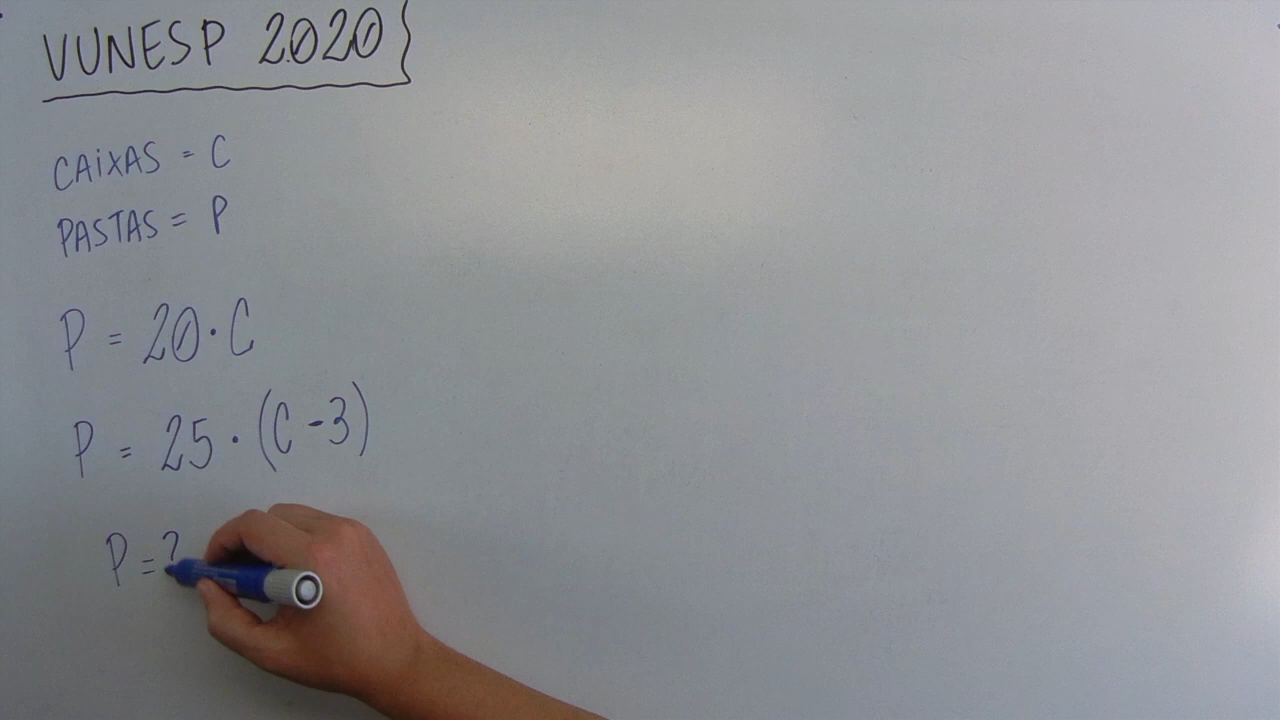 VUNESP 2020
CAiXAS = C
PASTAS = P
P = 20 · C
P = 25 · (C - 3)
P = ?